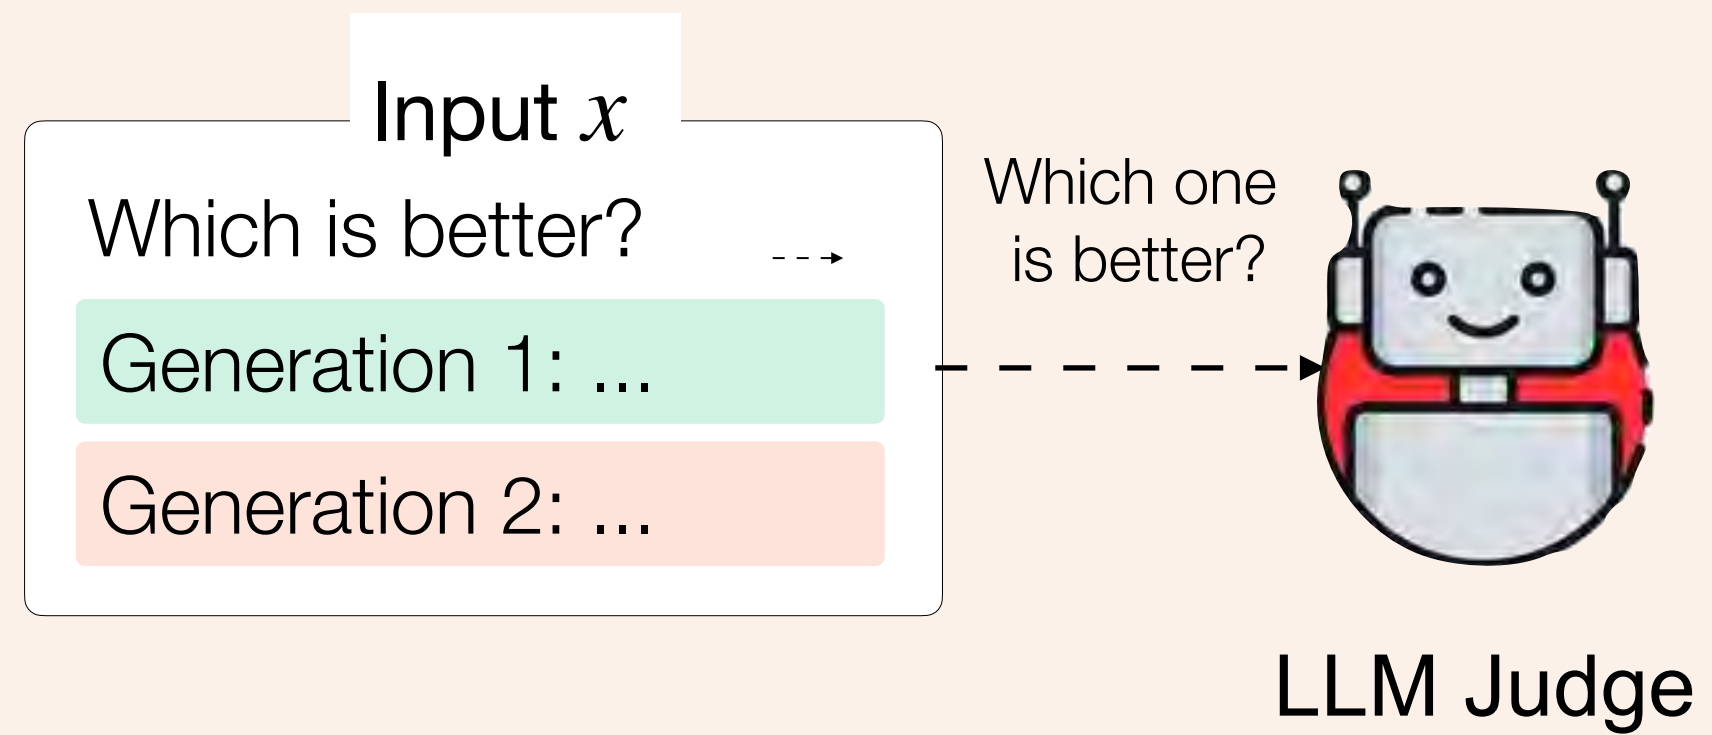 Input x
Which is better?
Generation 1: ...
Generation 2: ...
Which one
is better?
LLM Judge